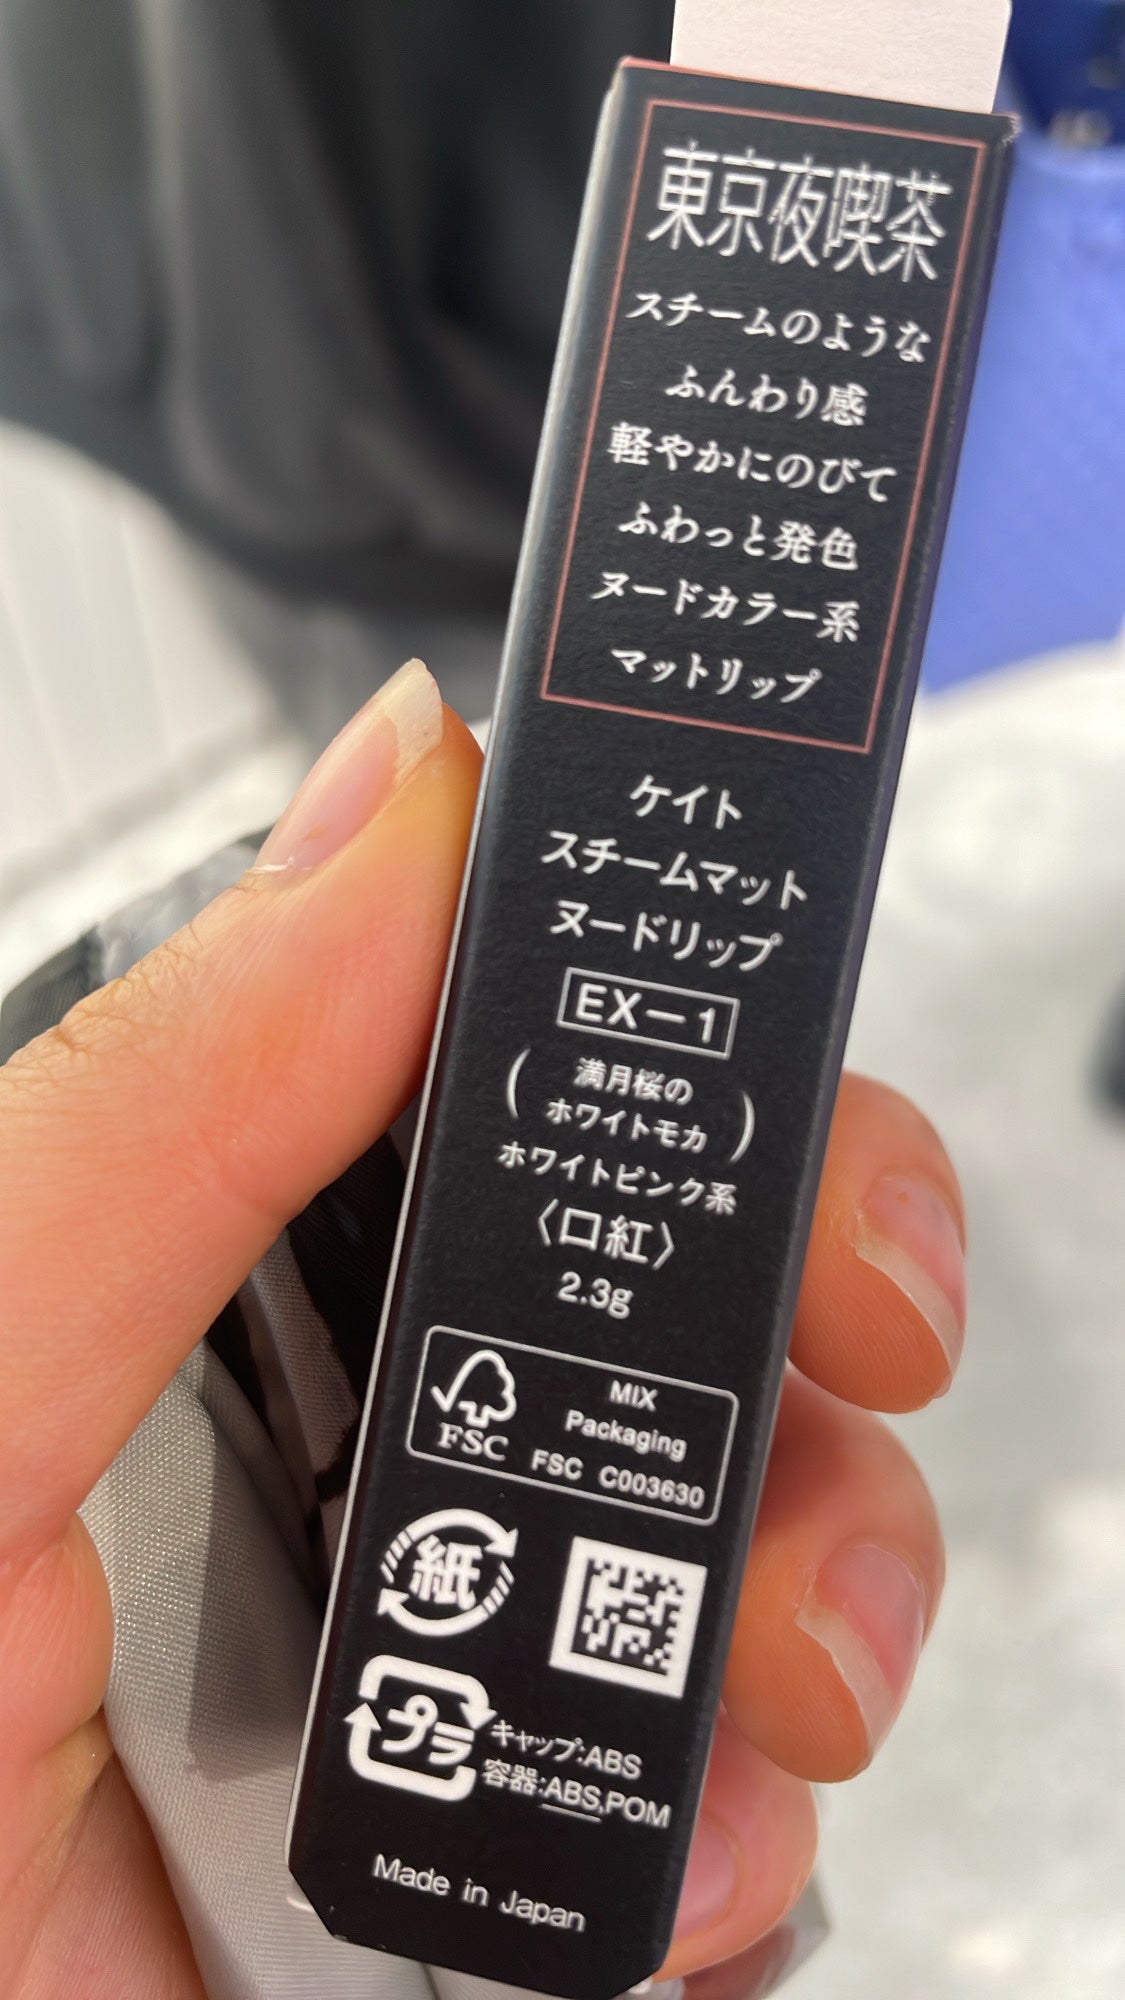 東京夜喫茶
スチームのような
ふんわり感
軽やかにのびて
ふわっと発色
ヌードカラー系
マットリップ
ケイト
スチームマット
ヌードリップ
EX－1
(満月桜の
ホワイトモカ)
ホワイトピンク系
〈口紅〉
2.3g
MIX
Packaging
FSC FSC C003630
紙
プラ
キャップ:ABS
容器:ABS,POM
Made in Japan